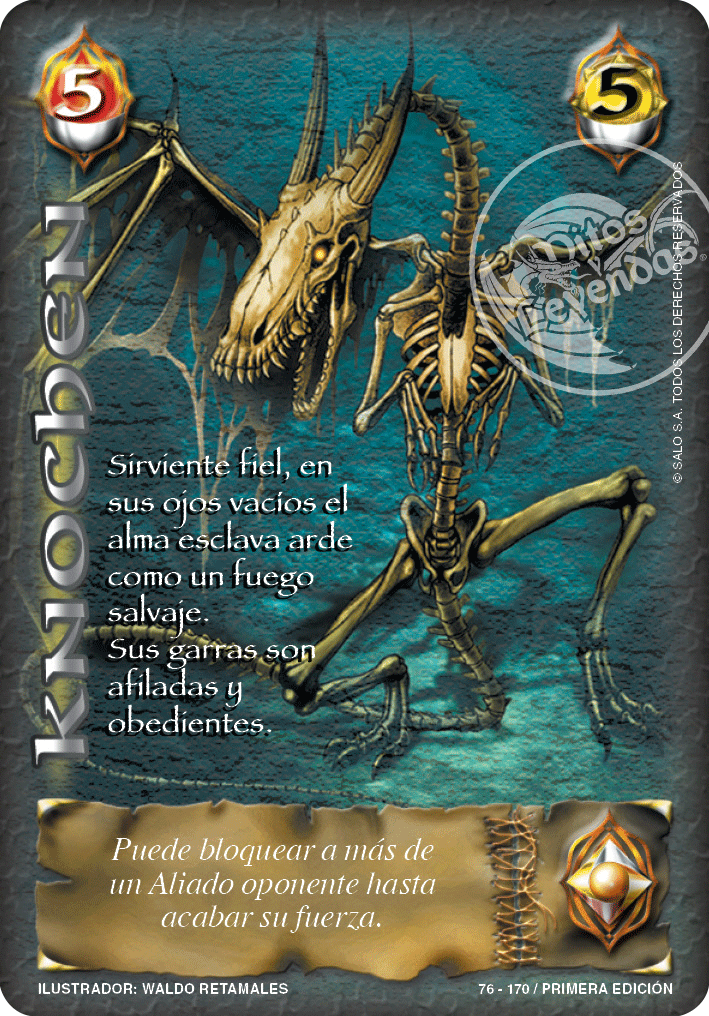 5
5
KNOCHEN
Mitos
y
Leyendas
© SALO S.A. TODOS LOS DERECHOS RESERVADOS
Sirviente fiel, en
sus ojos vacíos el
alma esclava arde
como un fuego
salvaje.
Sus garras son
afiladas y
obedientes.
Puede bloquear a más de
un Aliado oponente hasta
acabar su fuerza.
ILUSTRADOR: WALDO RETAMALES
76 - 170 / PRIMERA EDICIÓN